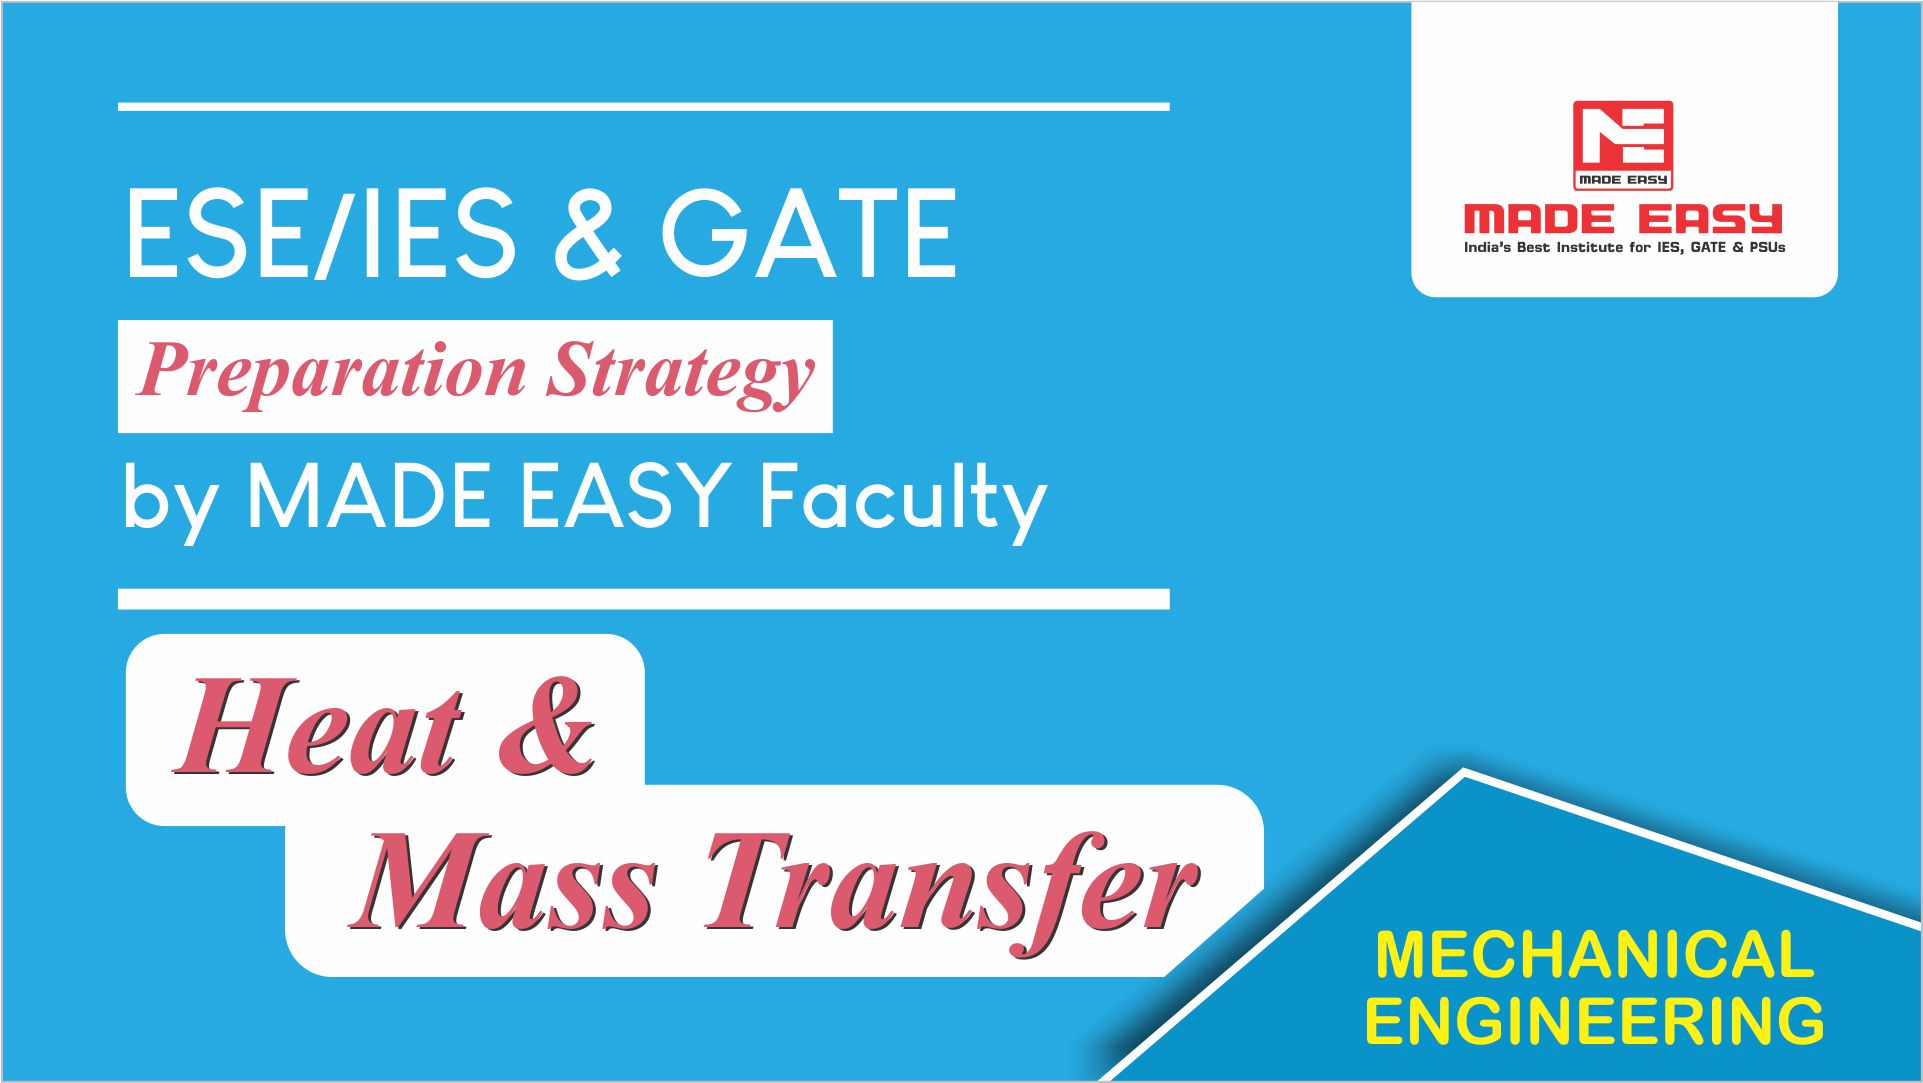 ESE/IES & GATE
Preparation Strategy
by MADE EASY Faculty
Heat &
Mass Transfer
ME
MADE EASY
MADE EASY
India's Best Institute for IES, GATE & PSUs
MECHANICAL
ENGINEERING